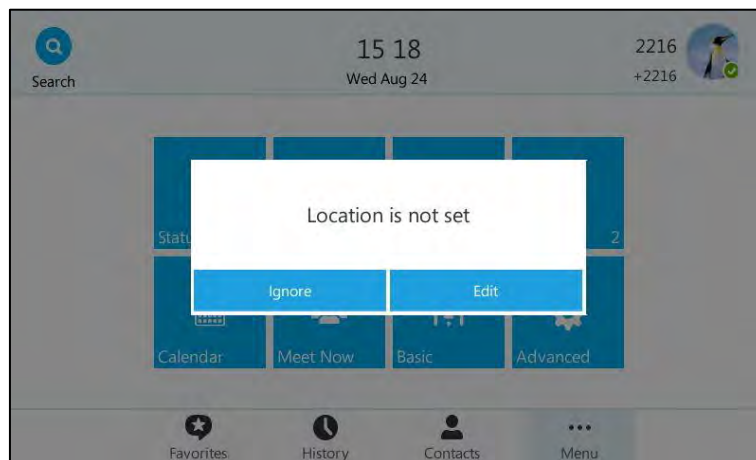 15 18
2216
Search
Wed Aug 24
+2216
Location is not set
2
Ignore
Edit
Calendar
Meet Now
Basic
Advanced
Favorites
History
Contacts
Menu